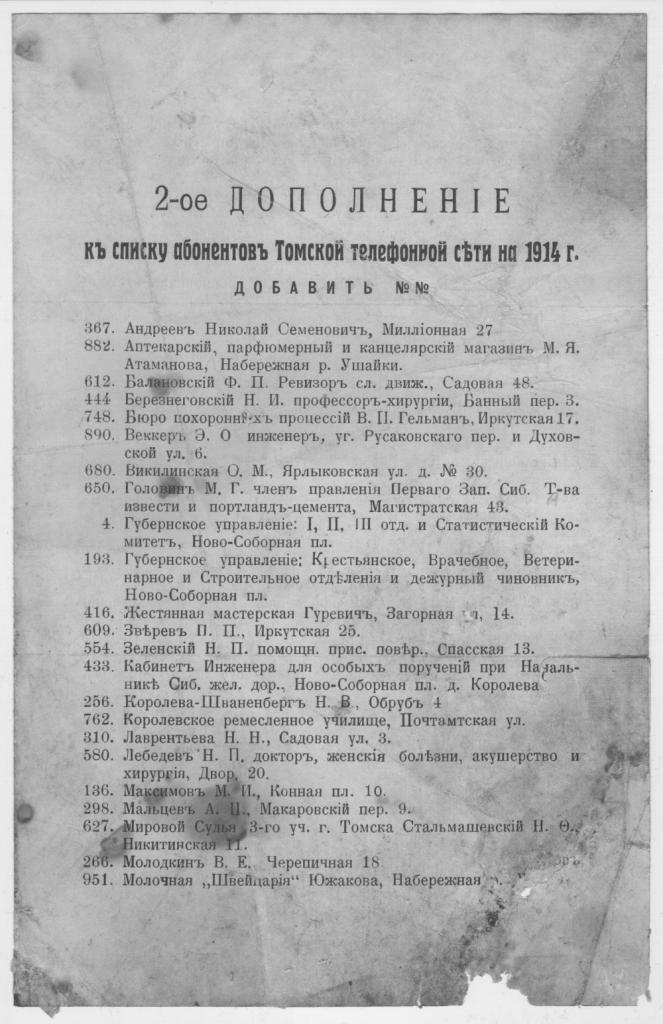 2-ое ДОПОЛНЕНІЕ
къ списку абонентовъ Томской телефонной сѣти на 1914 г.
ДОБАВИТЬ №№
367. Андреевъ Николай Семеновичъ, Милліонная 27
882. Аптекарскій, парфюмерный и канцелярскій магазинъ М. Я.
Атаманова, Набережная р. Ушайки.
612. Балановскій Ф. П. Ревизоръ сл. движ., Садовая 48.
444 Березнеговскій Н. И. профессоръ-хирургіи, Банный пер. 3.
748. Бюро похоронныхъ процессій В. П. Гельман, Иркутская 17.
890. Веккеръ Э. О инженеръ, уг. Русаковскаго пер. и Духов-
ской ул. 6.
680. Викилинская О. М., Ярлыковская ул. д. № 30.
650. Головинъ М. Г. членъ правленія Перваго Зап. Сиб. Т-ва
извести и портландъ-цемента, Магистратская 43.
4. Губернское управленіе: I, II, III отд. и Статистическій Ко-
митетъ, Ново-Соборная пл.
193. Губернское управленіе: Крестьянское, Врачебное, Ветери-
нарное и Строительное отдѣленія и дежурный чиновникъ,
Ново-Соборная пл.
416. Жестянная мастерская Гуревичъ, Загорная 14.
609. Звѣревъ П. П., Иркутская 25.
554. Зеленскій Н. П. помощн. прис. повѣр., Спасская 13.
433. Кабинетъ Инженера для особыхъ порученій при Началь-
никѣ Сиб. жел. дор., Ново-Соборная пл. д. Королева
256. Королева-Шваненбергъ Н. В., Обрубъ 4
762. Королевское ремесленное училище, Почтамтская ул.
310. Лаврентьева Н. Н., Садовая ул. 3.
580. Лебедевъ Н. П. докторъ, женскія болѣзни, акушерство и
хирургія, Двор. 20.
136. Максимовъ М. И., Конная пл. 10.
298. Мальцевъ А. П., Макаровскій пер. 9.
627. Мировой Судья 3-го уч. г. Томска Стальмашевскій Н. Ѳ.,
Никитинская 11.
266. Молодкинъ В. Е. Черепичная 18
951. Молочная „Швейцарія“ Южакова, Набережная